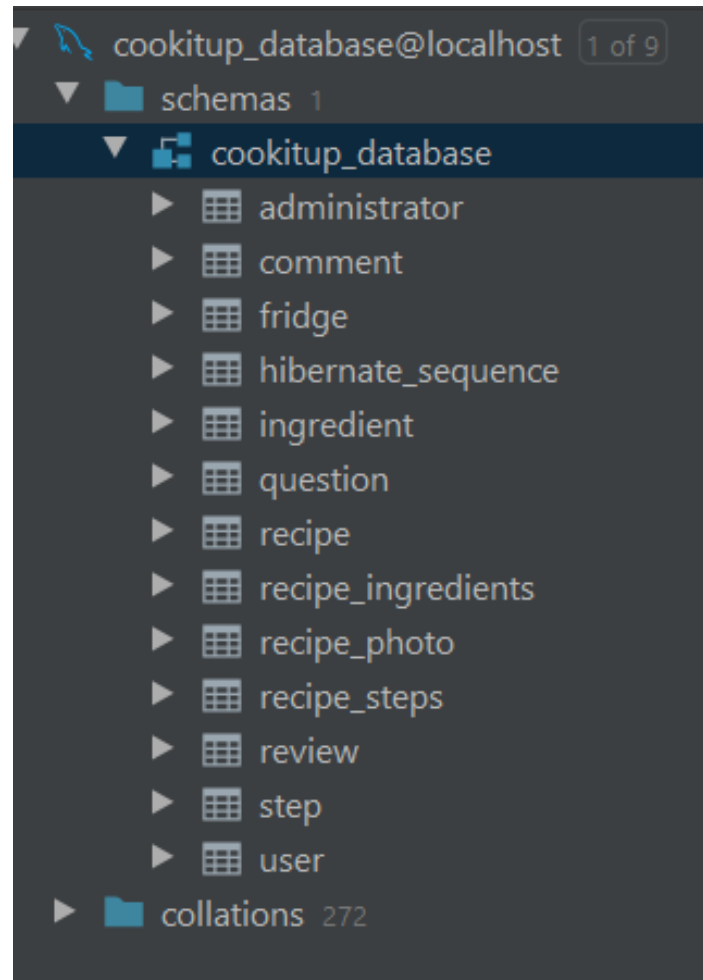 cookitup_database@localhost 1 of 9
schemas 1
cookitup_database
administrator
comment
fridge
hibernate_sequence
ingredient
question
recipe
recipe_ingredients
recipe_photo
recipe_steps
review
step
user
collations 272